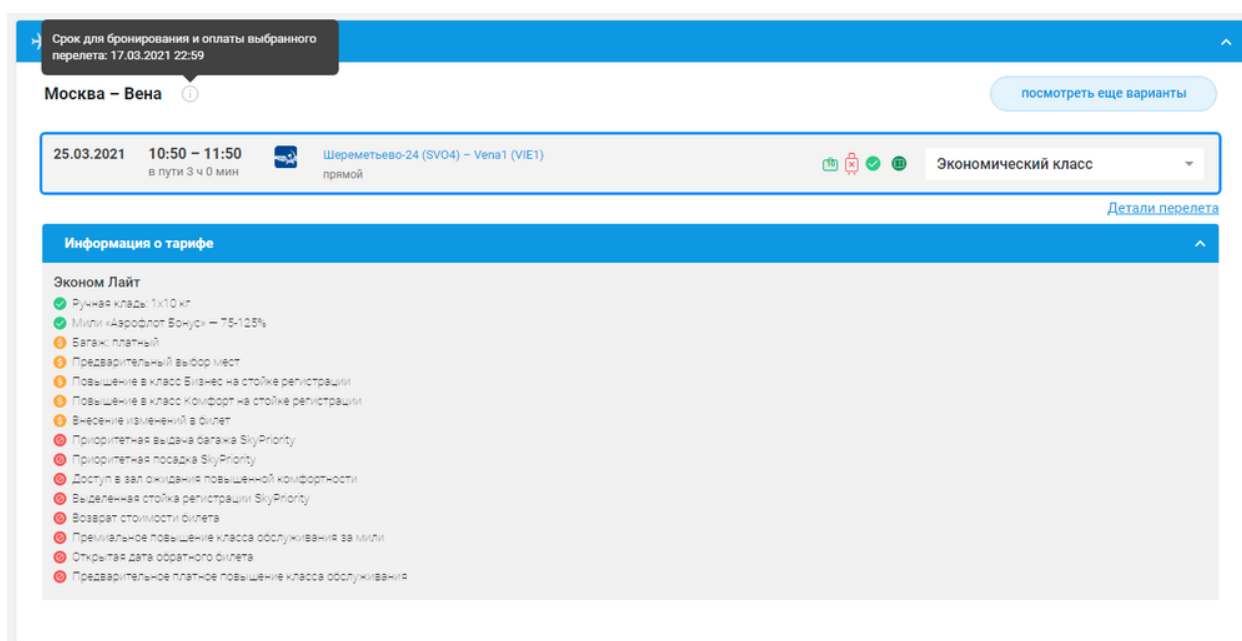 Срок для бронирования и оплаты выбранного
перелета: 17.03.2021 22:59
Москва – Вена
посмотреть еще варианты
25.03.2021
10:50 – 11:50
в пути 3 ч 0 мин
Шереметьево-24 (SVO4) – Vena1 (VIE1)
прямой
10
Экономический класс
Детали перелета
Информация о тарифе
Эконом Лайт
Ручная кладь: 1x10 кг
Мили «Аэрофлот Бонус» — 75-125%
Багаж: платный
Предварительный выбор мест
Повышение в класс Бизнес на стойке регистрации
Повышение в класс Комфорт на стойке регистрации
Внесение изменений в билет
Приоритетная выдача багажа SkyPriority
Приоритетная посадка SkyPriority
Доступ в зал ожидания повышенной комфортности
Выделенная стойка регистрации SkyPriority
Возврат стоимости билета
Премиальное повышение класса обслуживания за мили
Открытая дата обратного билета
Предварительное платное повышение класса обслуживания